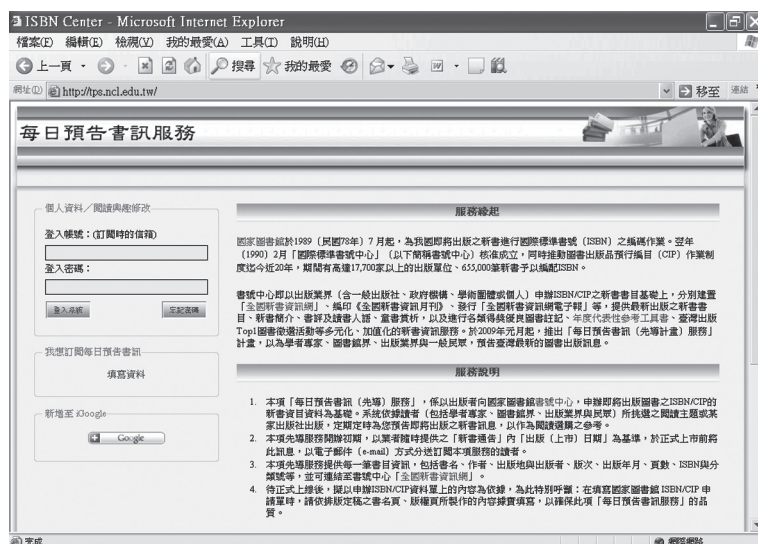 ISBN Center - Microsoft Internet Explorer
檔案(F) 編輯(E) 檢視(V) 我的最愛(A) 工具(T) 說明(H)
上一頁 搜尋 我的最愛
網址(D) http://tps.ncl.edu.tw/ 移至 連結
每日預告書訊服務
個人資料／閱讀興趣修改
登入帳號：(訂閱時的信箱)
登入密碼：
登入系統 忘記密碼
我想訂閱每日預告書訊
填寫資料
新增至 iGoogle
Google
服務緣起
國家圖書館於1989（民國78年）7月起，為我國即將出版之新書進行國際標準書號（ISBN）之編碼作業。翌年
（1990）2月「國際標準書號中心」（以下簡稱書號中心）核准成立，同時推動圖書出版品預行編目（CIP）作業制
度迄今近20年，期間有高達17,700家以上的出版單位、655,000筆新書予以編配ISBN。
書號中心即以出版業界（含一般出版社、政府機構、學術團體或個人）申辦ISBN/CIP之新書書目基礎上，分別建置
「全國新書資訊網」、編印《全國新書資訊月刊》、發行「全國新書資訊網電子報」等，提供最新出版之新書書
目、新書簡介、書評及讀書人語、童書賞析，以及進行各類得獎優良圖書註記、年度代表性參考工具書、臺灣出版
Top1圖書徵選活動等多元化、加值化的新書資訊服務。於2009年元月起，推出「每日預告書訊（先導計畫）服務」
計畫，以為學者專家、圖書館界、出版業界與一般民眾，預告臺灣最新的圖書出版訊息。
服務說明
1. 本項「每日預告書訊（先導）服務」，係以出版者向國家圖書館書號中心，申辦即將出版圖書之ISBN/CIP的
新書資目資料為基礎。系統依據讀者（包括學者專家、圖書館界、出版業界與民眾）所挑選之閱讀主題或某
家出版社出版，定期定時為您預告即將出版之新書訊息，以作為閱讀選購之參考。
2. 本項先導服務開辦初期，以業者隨時提供之「新書通告」內「出版（上市）日期」為基準，於正式上市前將
此訊息，以電子郵件（e-mail）方式分送訂閱本項服務的讀者。
3. 本項先導服務提供每一筆書目資訊，包括書名、作者、出版地與出版者、版次、出版年月、頁數、ISBN與分
類號等，並可連結至書號中心「全國新書資訊網」。
4. 待正式上線後，擬以申辦ISBN/CIP資料單上的內容為依據，為此特別呼籲：在填寫國家圖書館 ISBN/CIP 申
請單時，請依排版定稿之書名頁、版權頁所製作的內容據實填寫，以確保此項「每日預告書訊服務」的品
質。
完成 網際網路